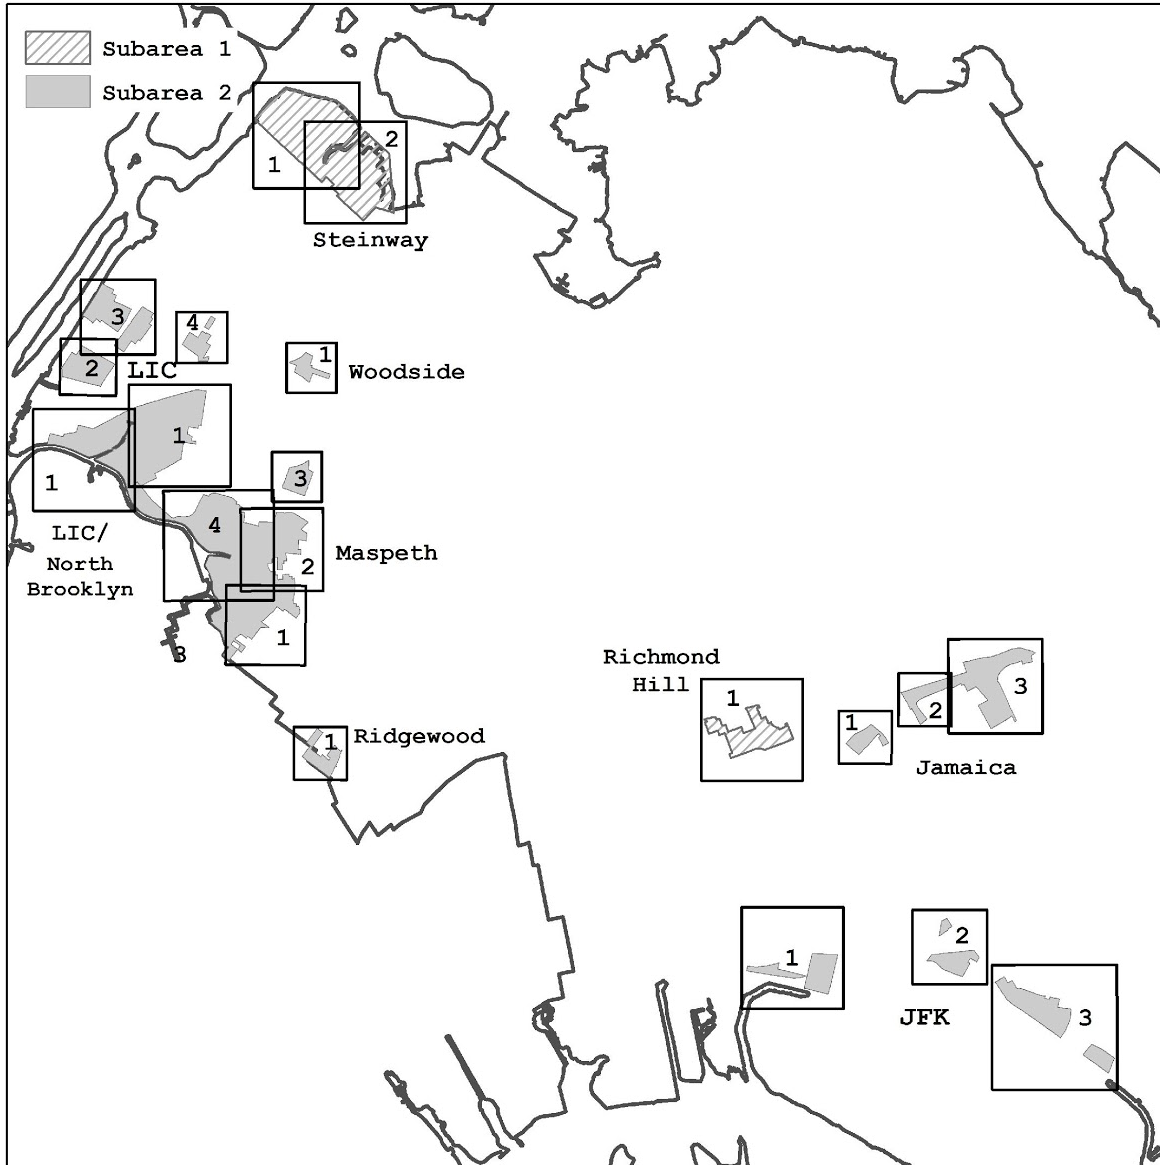 Subarea 1
Subarea 2
1
2
Steinway
3
4
2
LIC
1
Woodside
1
1
LIC/
North
Brooklyn
3
4
2
Maspeth
1
3
Richmond
Hill
1
1
2
3
Jamaica
1
Ridgewood
1
2
JFK
3